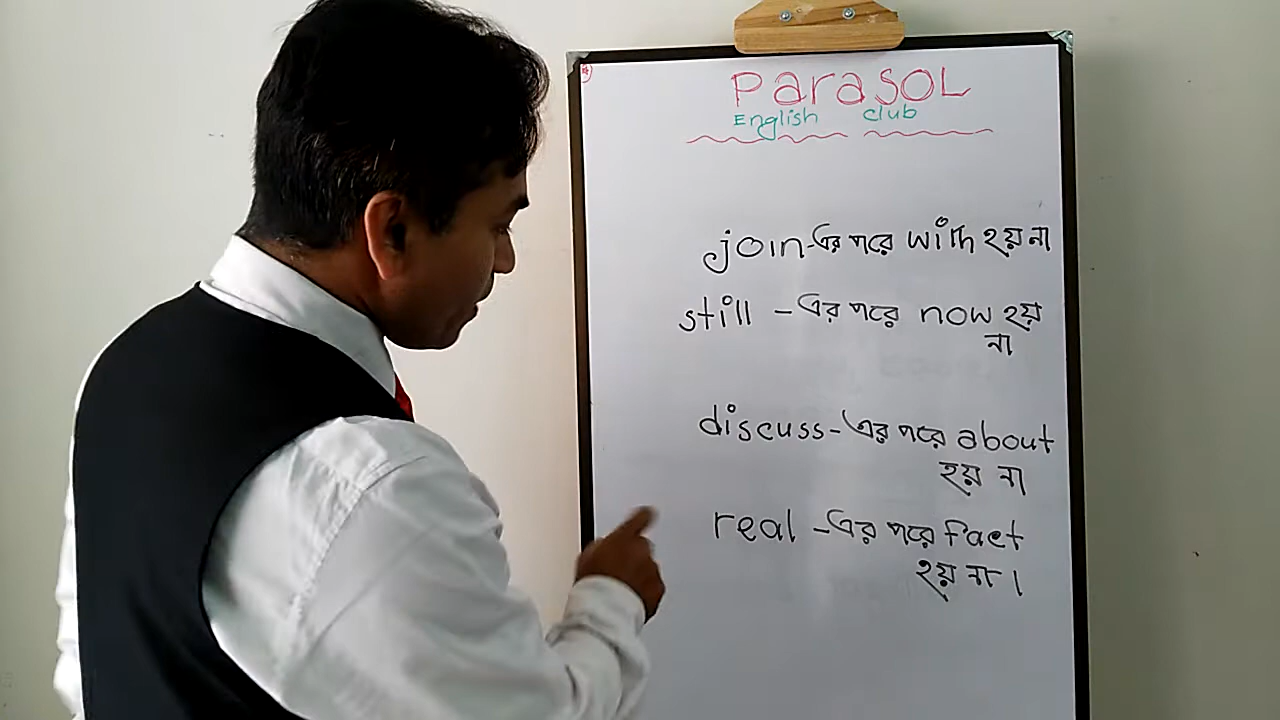 Parasol
English club
join-এর পরে with হয় না
still - এর পরে now হয়
না
discuss- এর পরে about
হয় না
real - এর পরে fact
হয় না।